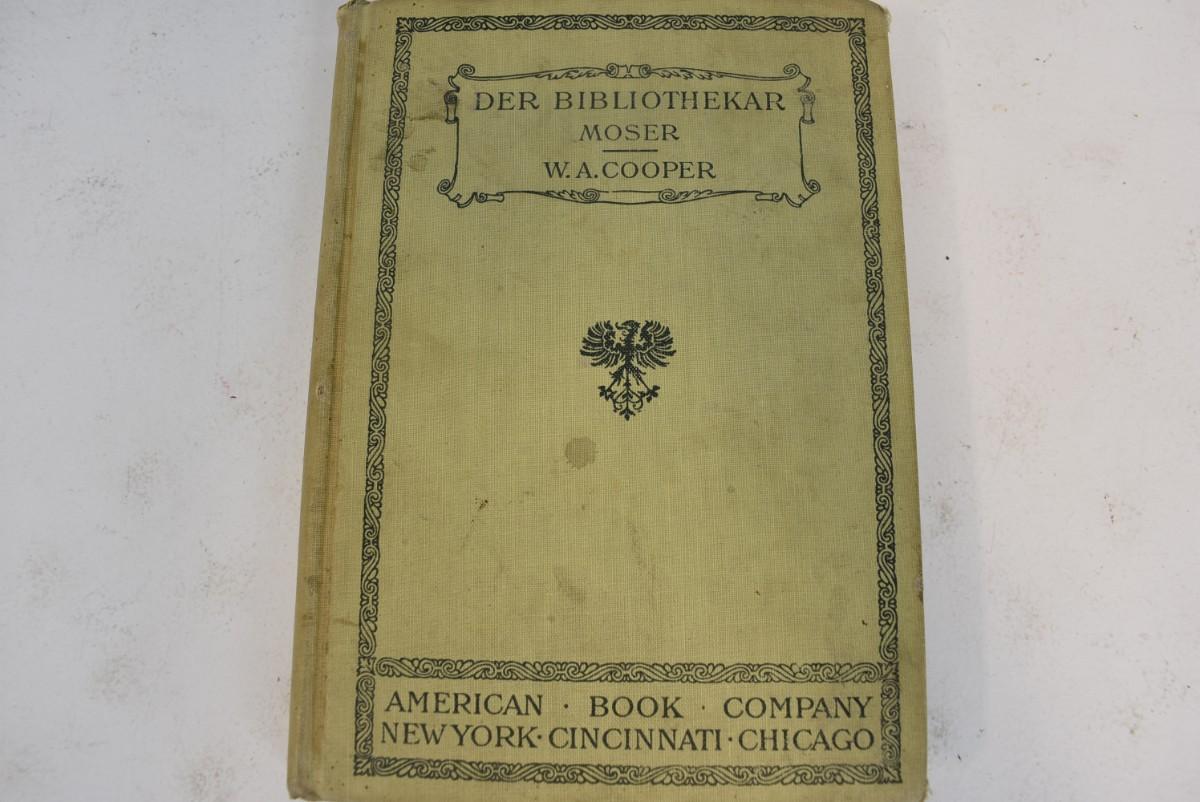 DER BIBLIOTHEKAR
MOSER
W. A. COOPER
AMERICAN · BOOK · COMPANY
NEW YORK · CINCINNATI · CHICAGO